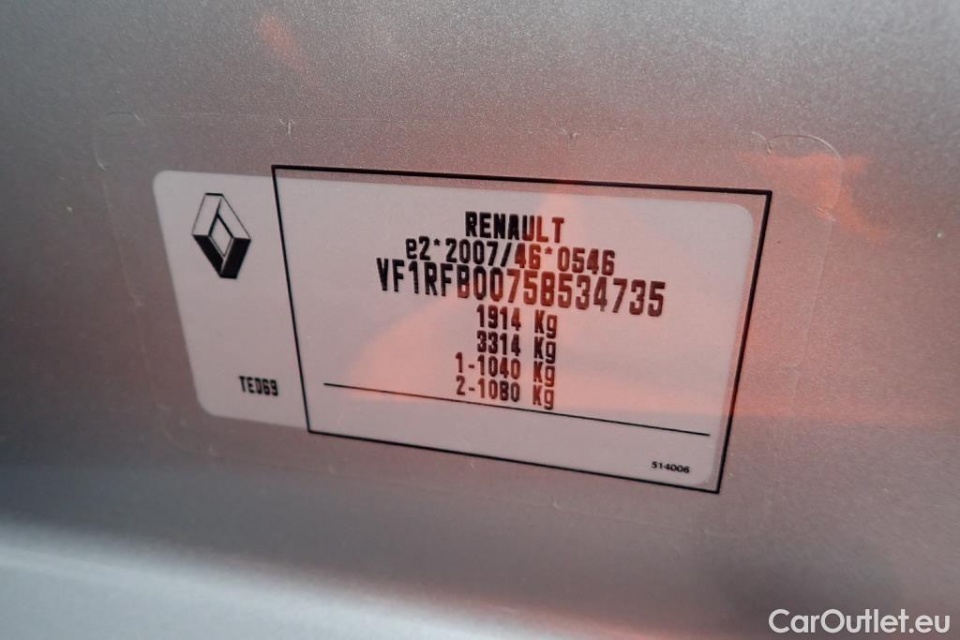 RENAULT
e2*2007/46*0546
VF1RFB00758534735
1914 Kg
3314 Kg
1-1040 Kg
2-1080 Kg
TED69
514006
CarOutlet.eu